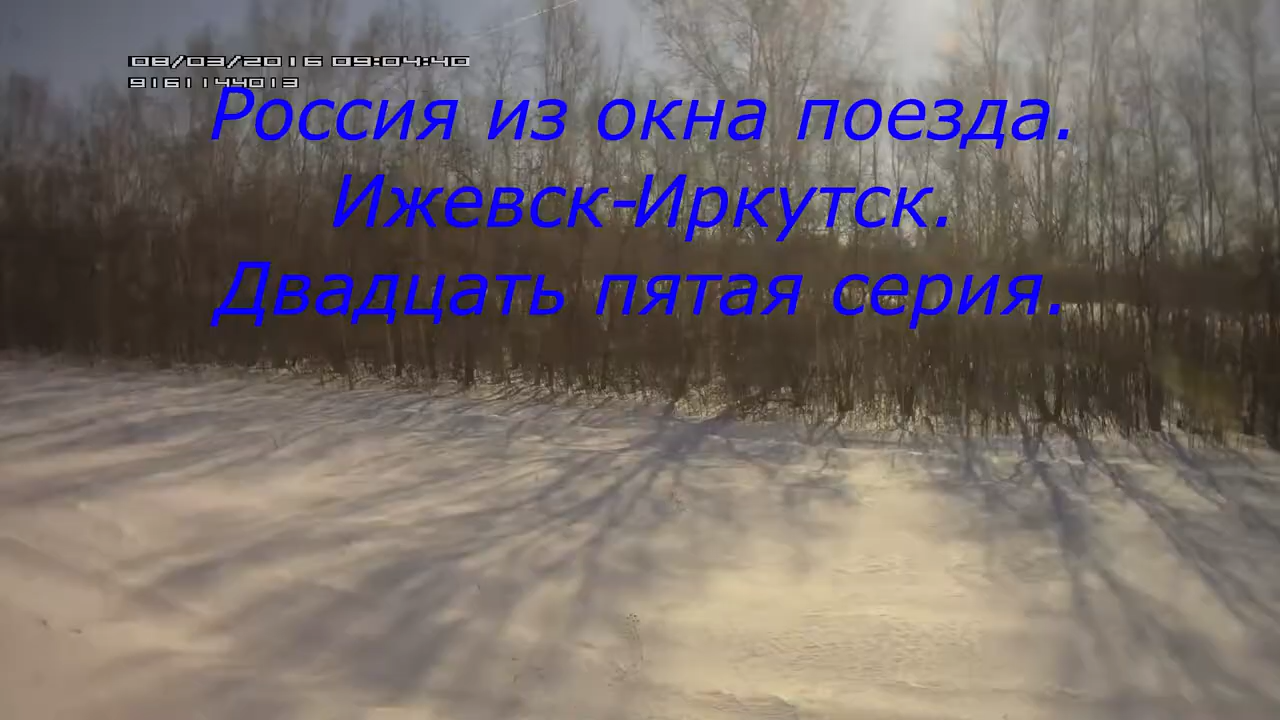 08/03/2016 09:04:40
9161144013
Россия из окна поезда.
Ижевск-Иркутск.
Двадцать пятая серия.